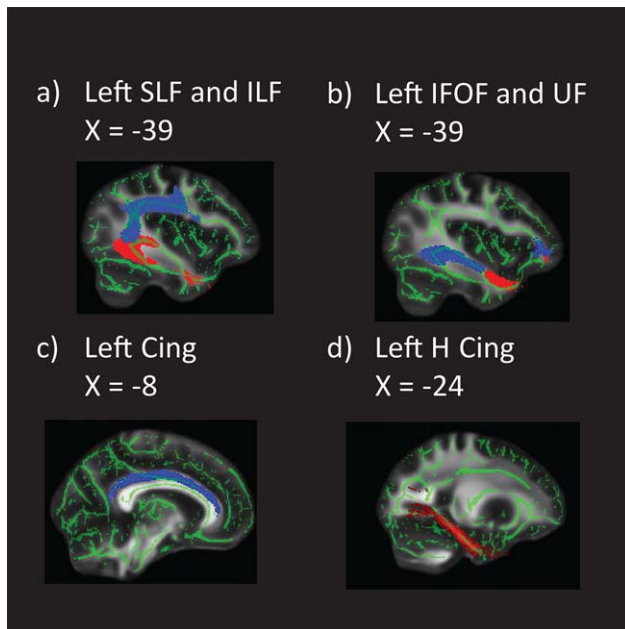 a) Left SLF and ILF
X = -39
b) Left IFOF and UF
X = -39
c) Left Cing
X = -8
d) Left H Cing
X = -24